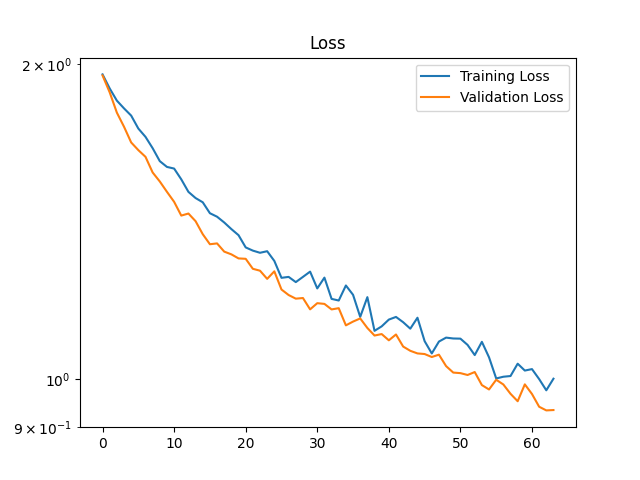 Loss
Training Loss
Validation Loss
2 × 10⁰
10⁰
9 × 10⁻¹
0 10 20 30 40 50 60